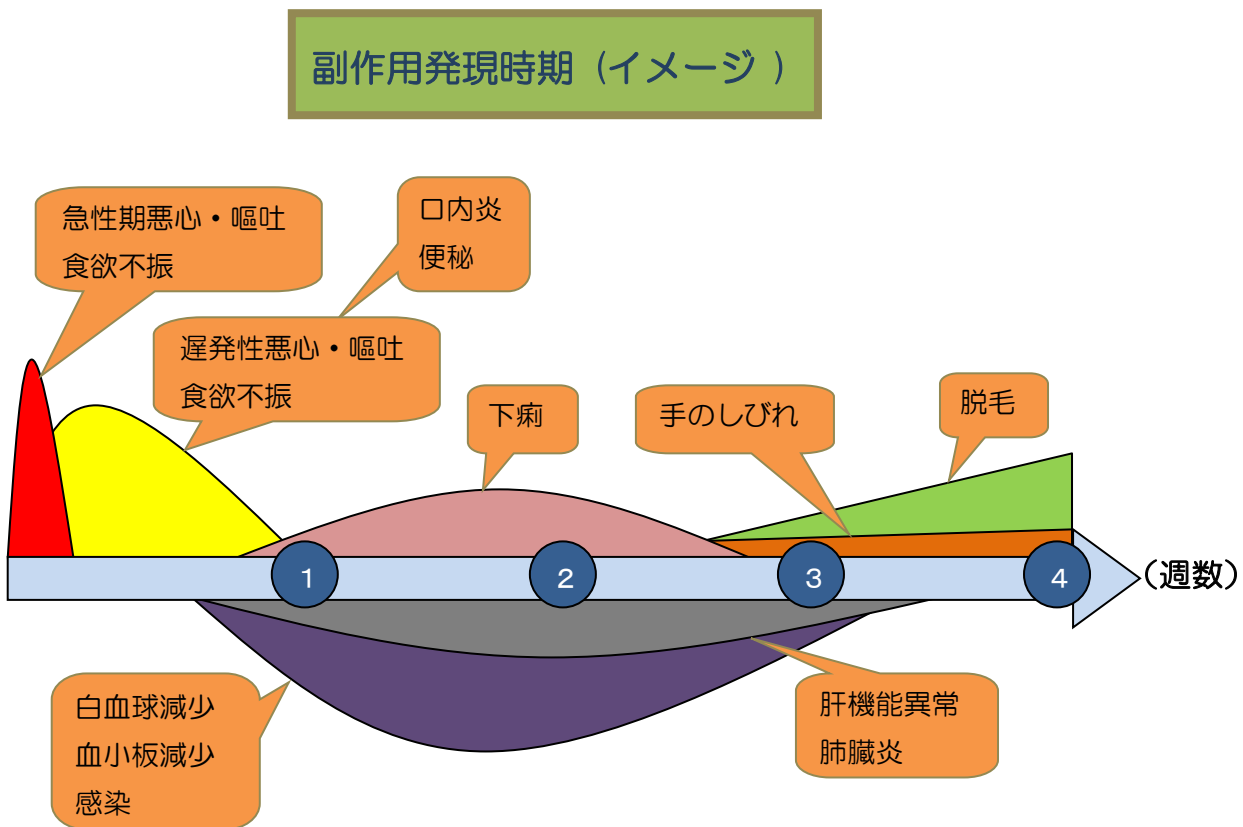 副作用発現時期（イメージ ）
急性期悪心・嘔吐
食欲不振
口内炎
便秘
遅発性悪心・嘔吐
食欲不振
下痢
手のしびれ
脱毛
1
2
3
4
（週数）
白血球減少
血小板減少
感染
肝機能異常
肺臓炎